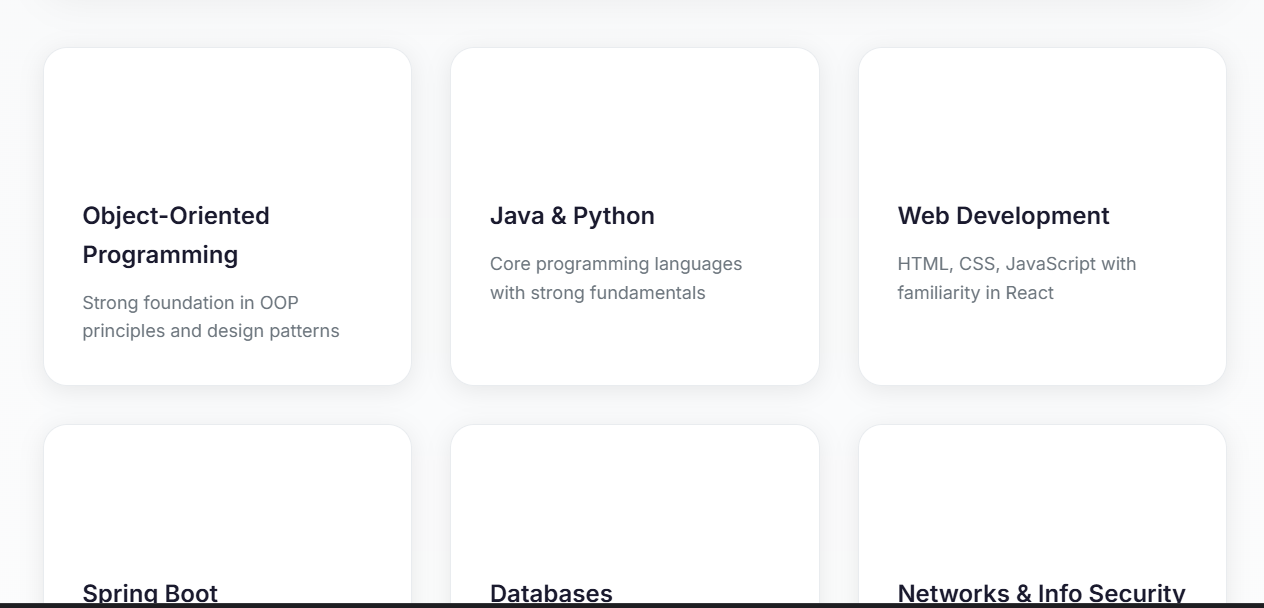 Object-Oriented
Programming
Strong foundation in OOP
principles and design patterns
Java & Python
Core programming languages
with strong fundamentals
Web Development
HTML, CSS, JavaScript with
familiarity in React
Spring Boot
Databases
Networks & Info Security